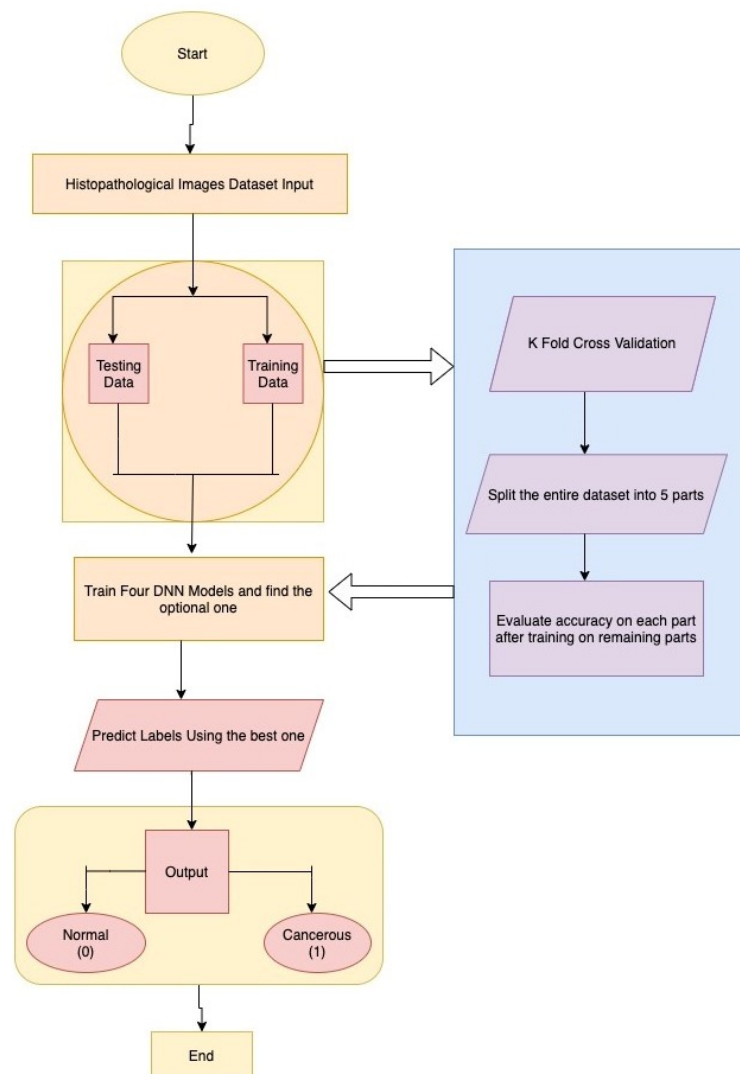 Start
Histopathological Images Dataset Input
Testing
Data
Training
Data
K Fold Cross Validation
Split the entire dataset into 5 parts
Evaluate accuracy on each part
after training on remaining parts
Train Four DNN Models and find the
optional one
Predict Labels Using the best one
Output
Normal
(0)
Cancerous
(1)
End